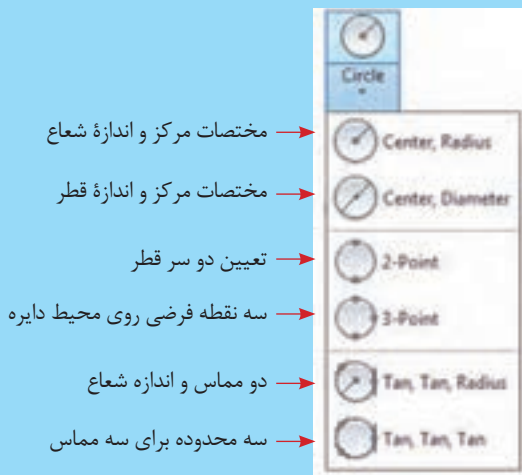 Circle
مختصات مرکز و اندازهٔ شعاع
Center, Radius
مختصات مرکز و اندازهٔ قطر
Center, Diameter
تعیین دو سر قطر
2-Point
سه نقطه فرضی روی محیط دایره
3-Point
دو مماس و اندازه شعاع
Tan, Tan, Radius
سه محدوده برای سه مماس
Tan, Tan, Tan